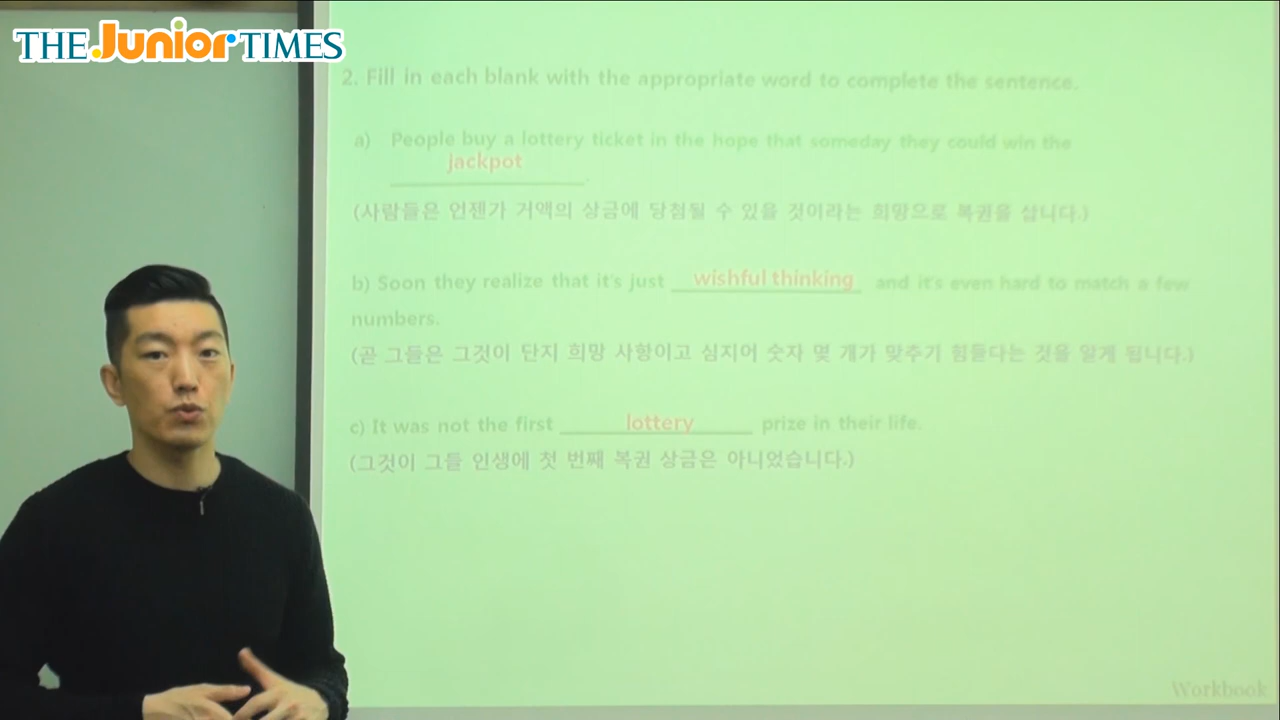 THE Junior TIMES
2. Fill in each blank with the appropriate word to complete the sentence.
a) People buy a lottery ticket in the hope that someday they could win the
jackpot.
(사람들은 언젠가 거액의 상금에 당첨될 수 있을 것이라는 희망으로 복권을 삽니다.)
b) Soon they realize that it's just wishful thinking and it's even hard to match a few
numbers.
(곧 그들은 그것이 단지 희망 사항이고 심지어 숫자 몇 개가 맞추기 힘들다는 것을 알게 됩니다.)
c) It was not the first lottery prize in their life.
(그것이 그들 인생에 첫 번째 복권 상금은 아니었습니다.)
Workbook